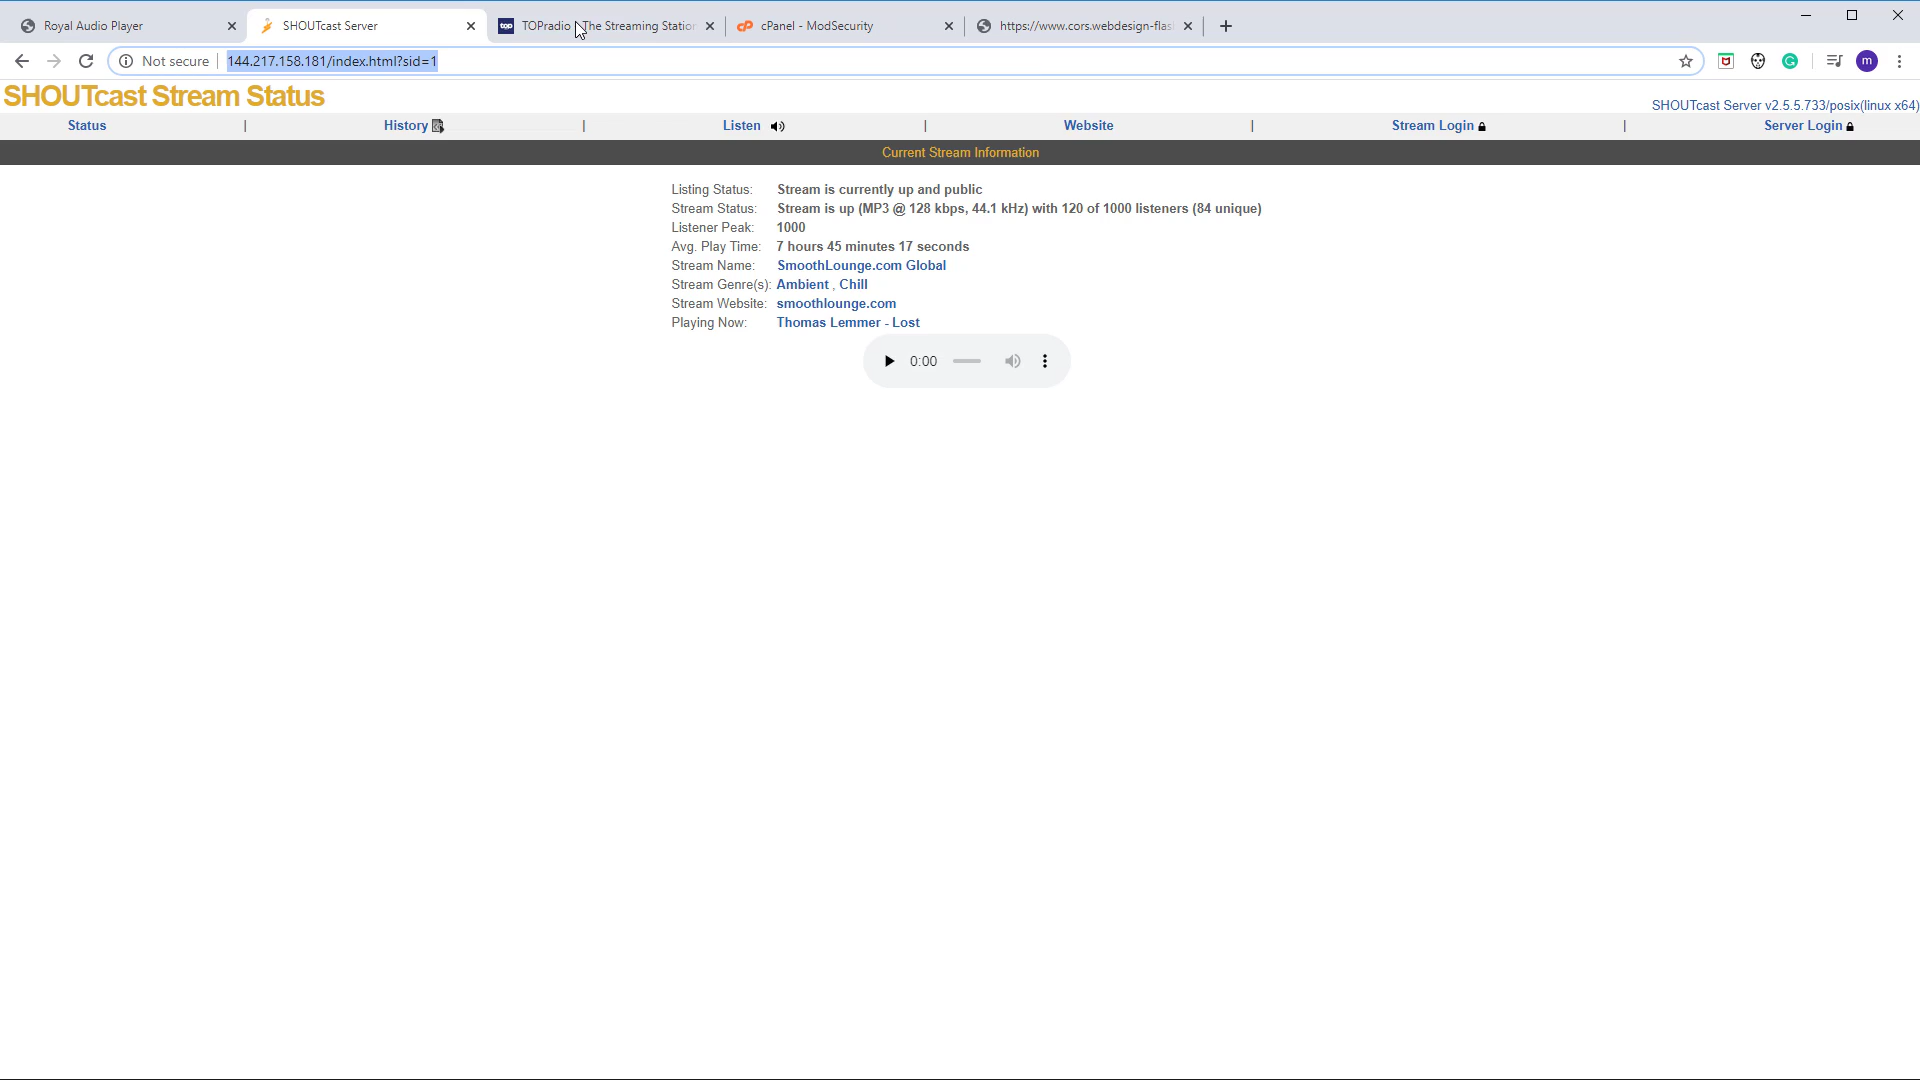 Royal Audio Player
SHOUTcast Server
top TOPradio The Streaming Station
cPanel - ModSecurity
https://www.cors.webdesign-flas
Not secure
144.217.158.181/index.html?sid=1
m
SHOUTcast Stream Status
SHOUTcast Server v2.5.5.733/posix(linux x64)
Status | History | Listen | Website | Stream Login | Server Login
Current Stream Information
Listing Status: Stream is currently up and public
Stream Status: Stream is up (MP3 @ 128 kbps, 44.1 kHz) with 120 of 1000 listeners (84 unique)
Listener Peak: 1000
Avg. Play Time: 7 hours 45 minutes 17 seconds
Stream Name: SmoothLounge.com Global
Stream Genre(s): Ambient , Chill
Stream Website: smoothlounge.com
Playing Now: Thomas Lemmer - Lost
0:00